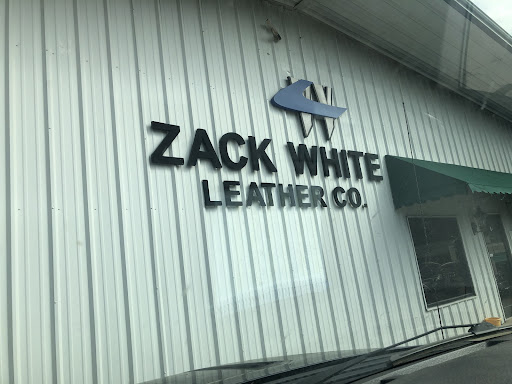 W
ZACK WHITE
LEATHER CO.